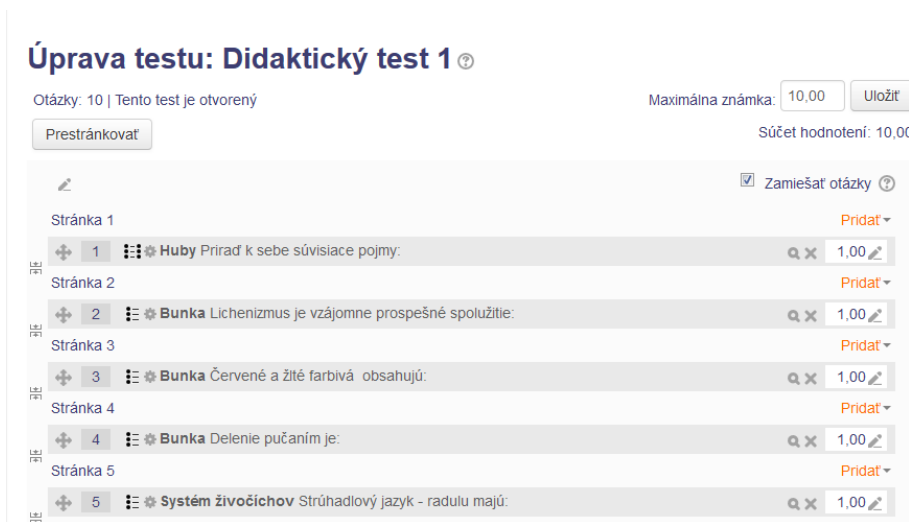 Úprava testu: Didaktický test 1
Otázky: 10 | Tento test je otvorený
Maximálna známka: 10,00 Uložiť
Prestránkovať
Súčet hodnotení: 10,00
Zamiešať otázky
Stránka 1 Pridať
1 Huby Priraď k sebe súvisiace pojmy: 1,00
Stránka 2 Pridať
2 Bunka Lichenizmus je vzájomne prospešné spolužitie: 1,00
Stránka 3 Pridať
3 Bunka Červené a žlté farbivá obsahujú: 1,00
Stránka 4 Pridať
4 Bunka Delenie pučaním je: 1,00
Stránka 5 Pridať
5 Systém živočíchov Strúhadlový jazyk - radulu majú: 1,00